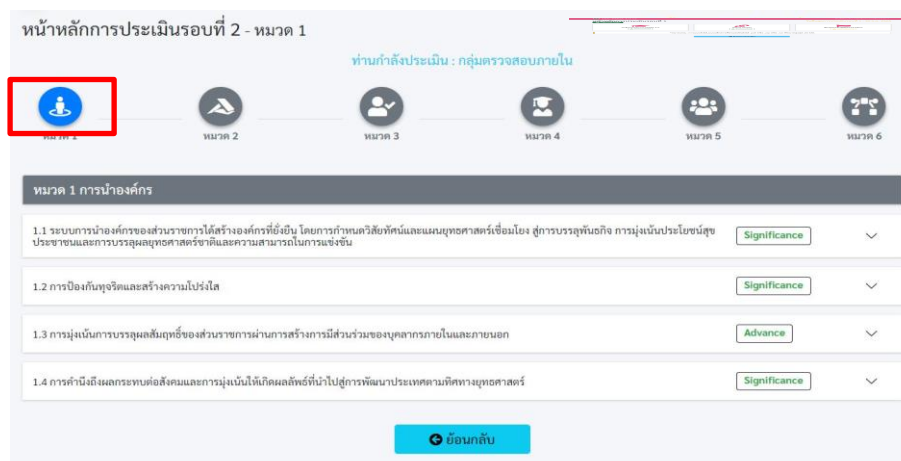 หน้าหลักการประเมินรอบที่ 2 - หมวด 1
ท่านกำลังประเมิน : กลุ่มตรวจสอบภายใน
หมวด 1
หมวด 2
หมวด 3
หมวด 4
หมวด 5
หมวด 6
หมวด 1 การนำองค์กร
1.1 ระบบการนำองค์กรของส่วนราชการได้สร้างองค์กรที่ยั่งยืน โดยการกำหนดวิสัยทัศน์และแผนยุทธศาสตร์เชื่อมโยง สู่การบรรลุพันธกิจ การมุ่งเน้นประโยชน์สุข
ประชาชนและการบรรลุผลยุทธศาสตร์ชาติและความสามารถในการแข่งขัน
Significance
1.2 การป้องกันทุจริตและสร้างความโปร่งใส
Significance
1.3 การมุ่งเน้นการบรรลุผลสัมฤทธิ์ของส่วนราชการผ่านการสร้างการมีส่วนร่วมของบุคลากรภายในและภายนอก
Advance
1.4 การคำนึงถึงผลกระทบต่อสังคมและการมุ่งเน้นให้เกิดผลลัพธ์ที่นำไปสู่การพัฒนาประเทศตามทิศทางยุทธศาสตร์
Significance
ย้อนกลับ